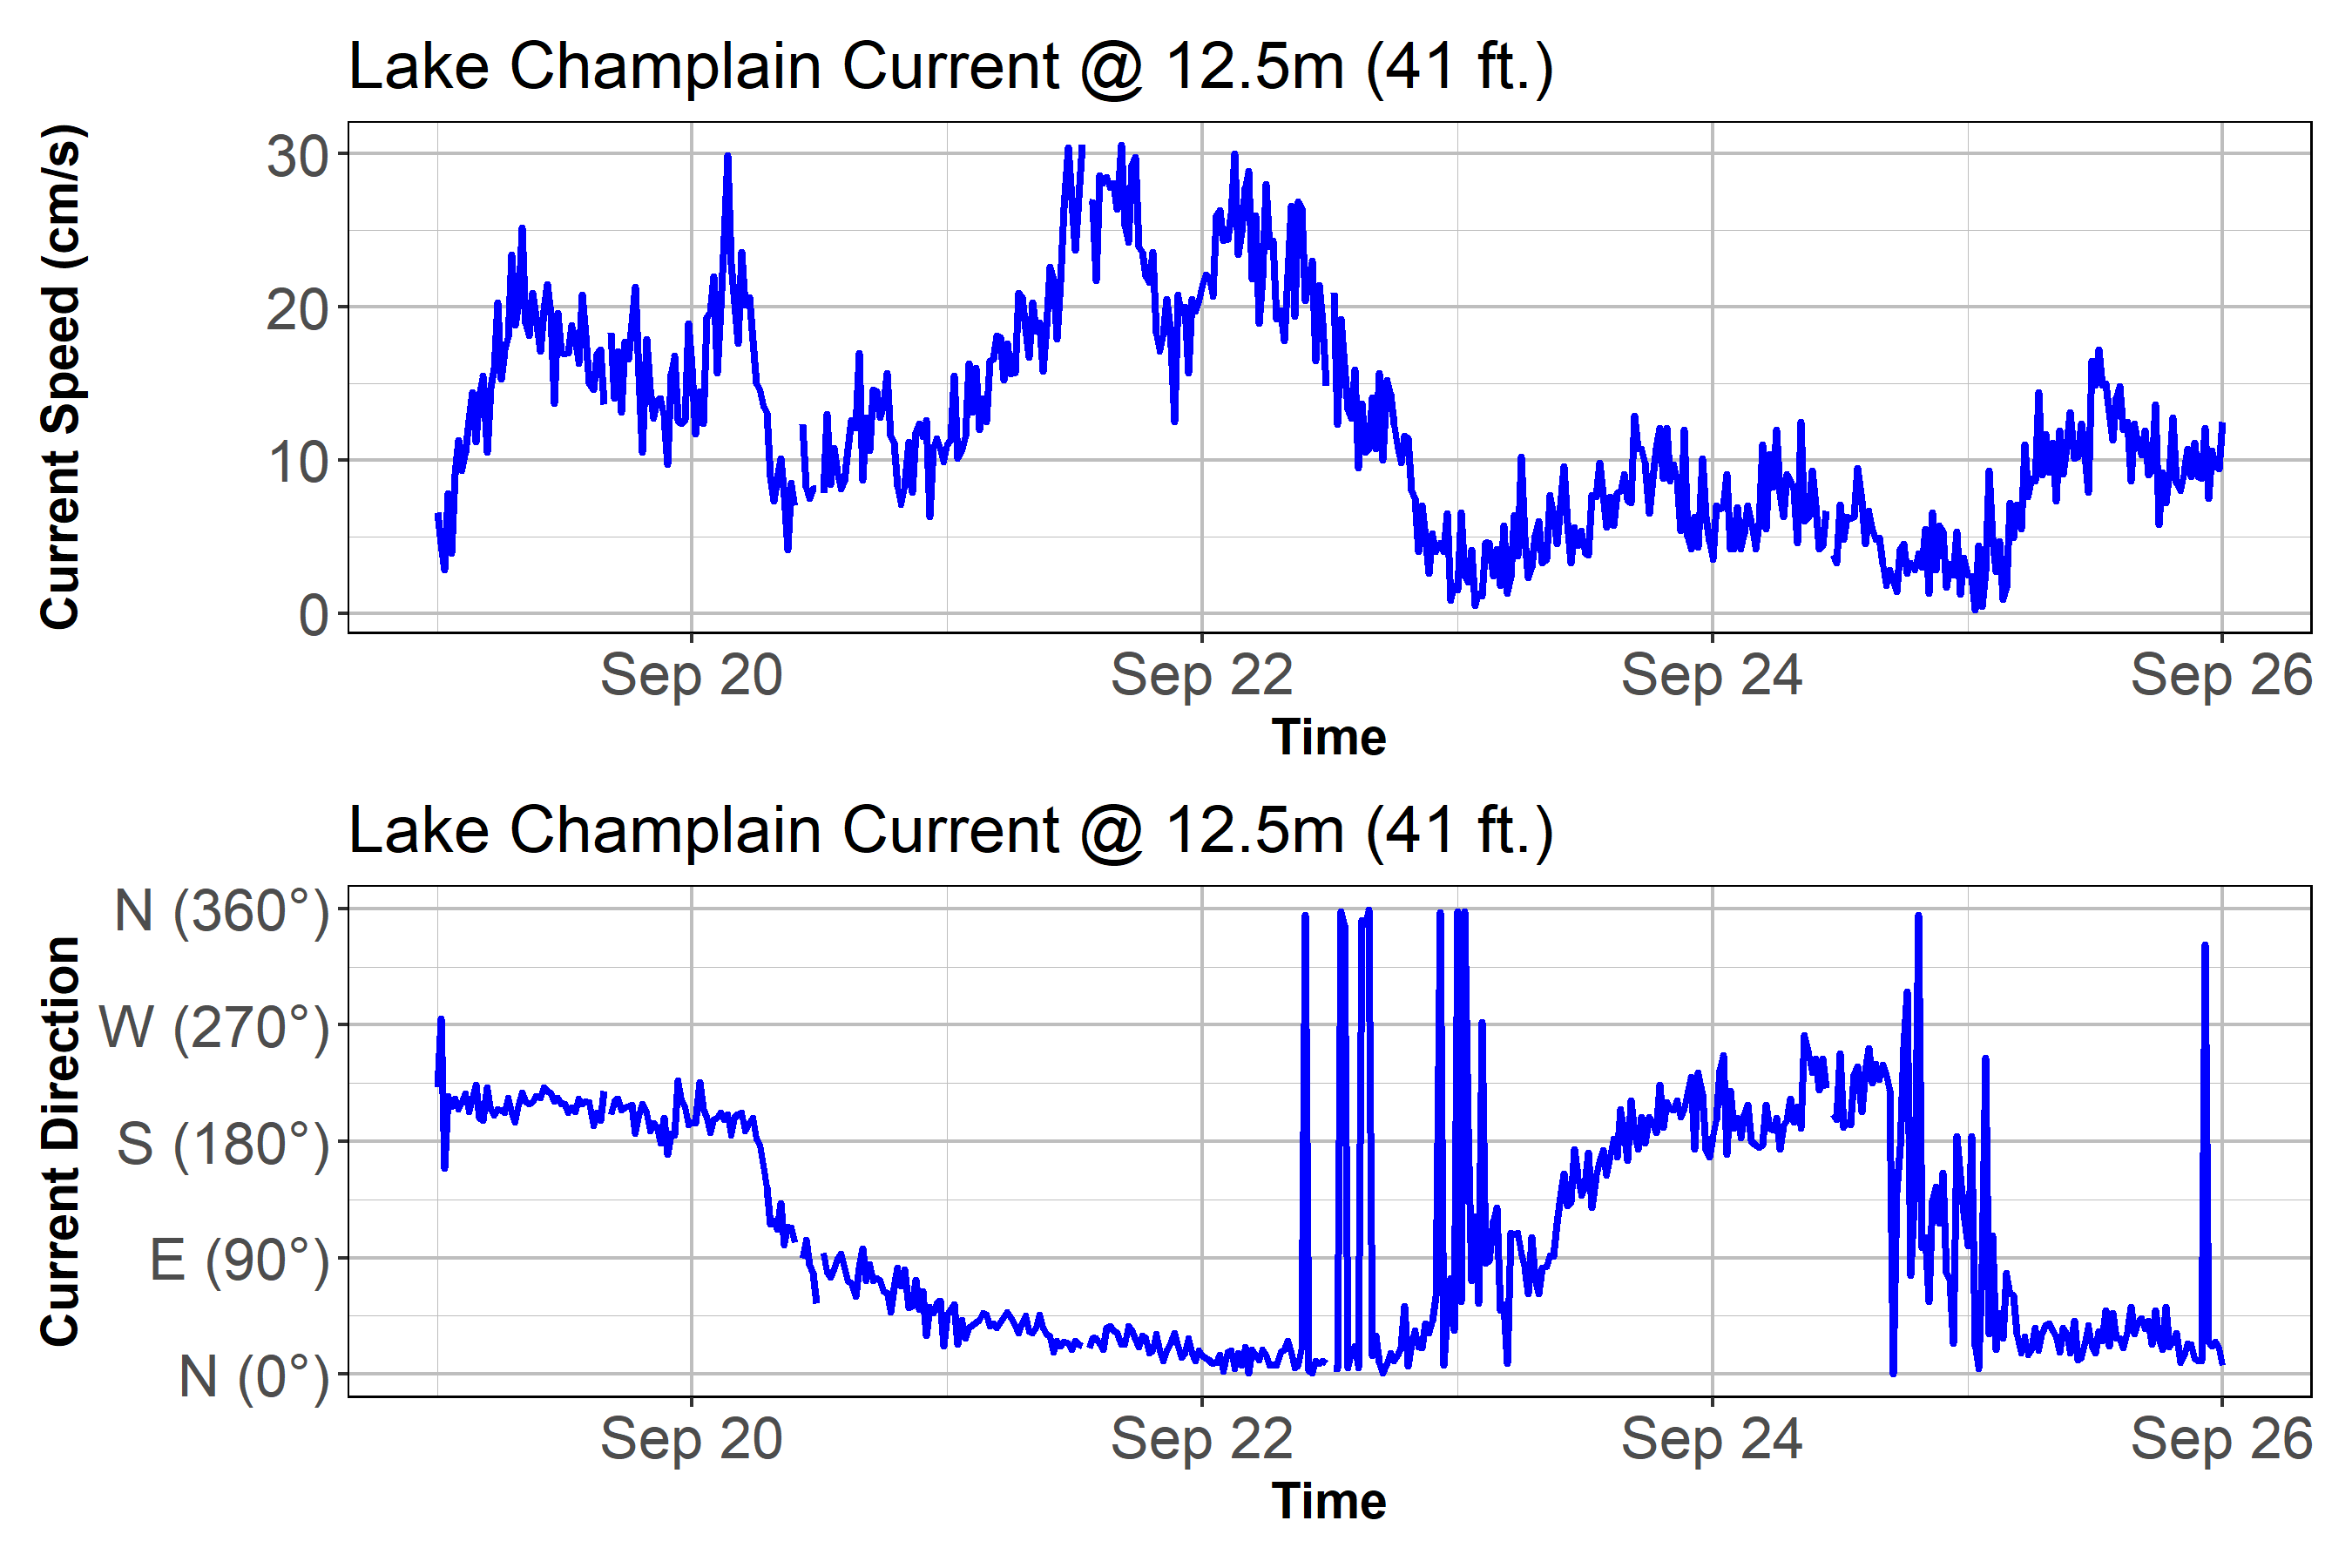 Lake Champlain Current @ 12.5m (41 ft.)
Current Speed (cm/s)
30
20
10
0
Sep 20 Sep 22 Sep 24 Sep 26
Time
Lake Champlain Current @ 12.5m (41 ft.)
Current Direction
N (360°)
W (270°)
S (180°)
E (90°)
N (0°)
Sep 20 Sep 22 Sep 24 Sep 26
Time